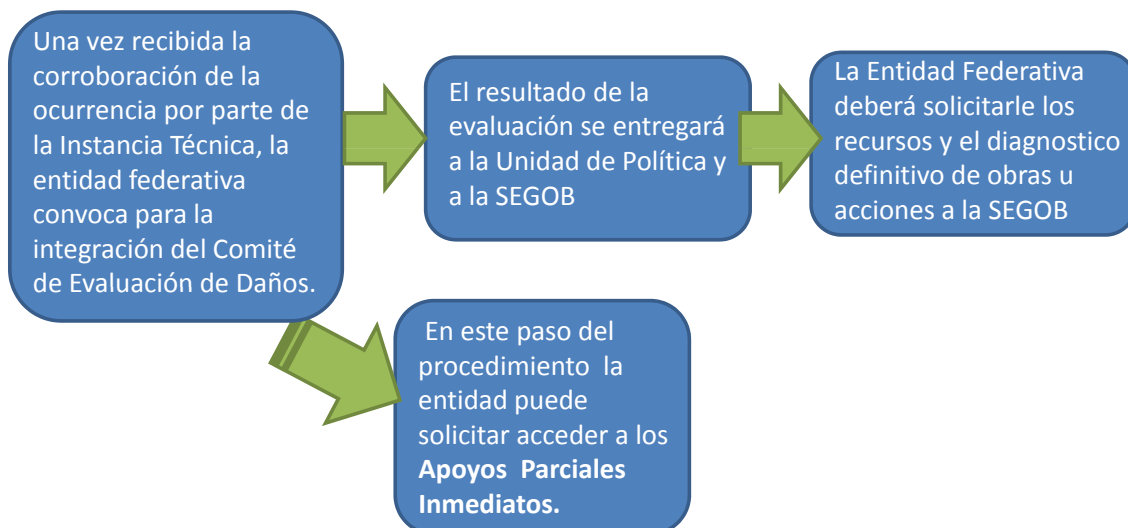 Una vez recibida la
corroboración de la
ocurrencia por parte de
la Instancia Técnica, la
entidad federativa
convoca para la
integración del Comité
de Evaluación de Daños.
El resultado de la
evaluación se entregará
a la Unidad de Política y
a la SEGOB
La Entidad Federativa
deberá solicitarle los
recursos y el diagnostico
definitivo de obras u
acciones a la SEGOB
En este paso del
procedimiento la
entidad puede
solicitar acceder a los
Apoyos Parciales
Inmediatos.